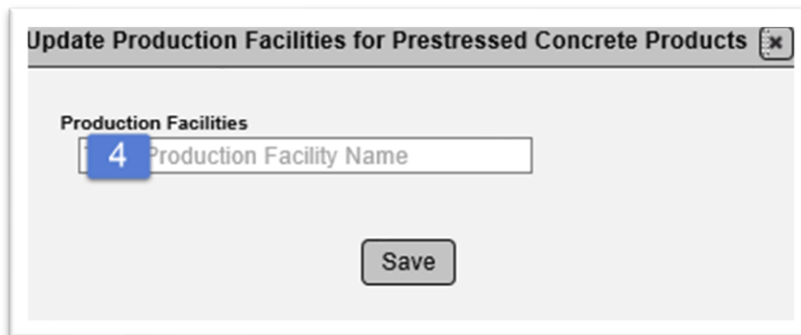 Update Production Facilities for Prestressed Concrete Products
Production Facilities
4 Production Facility Name
Save